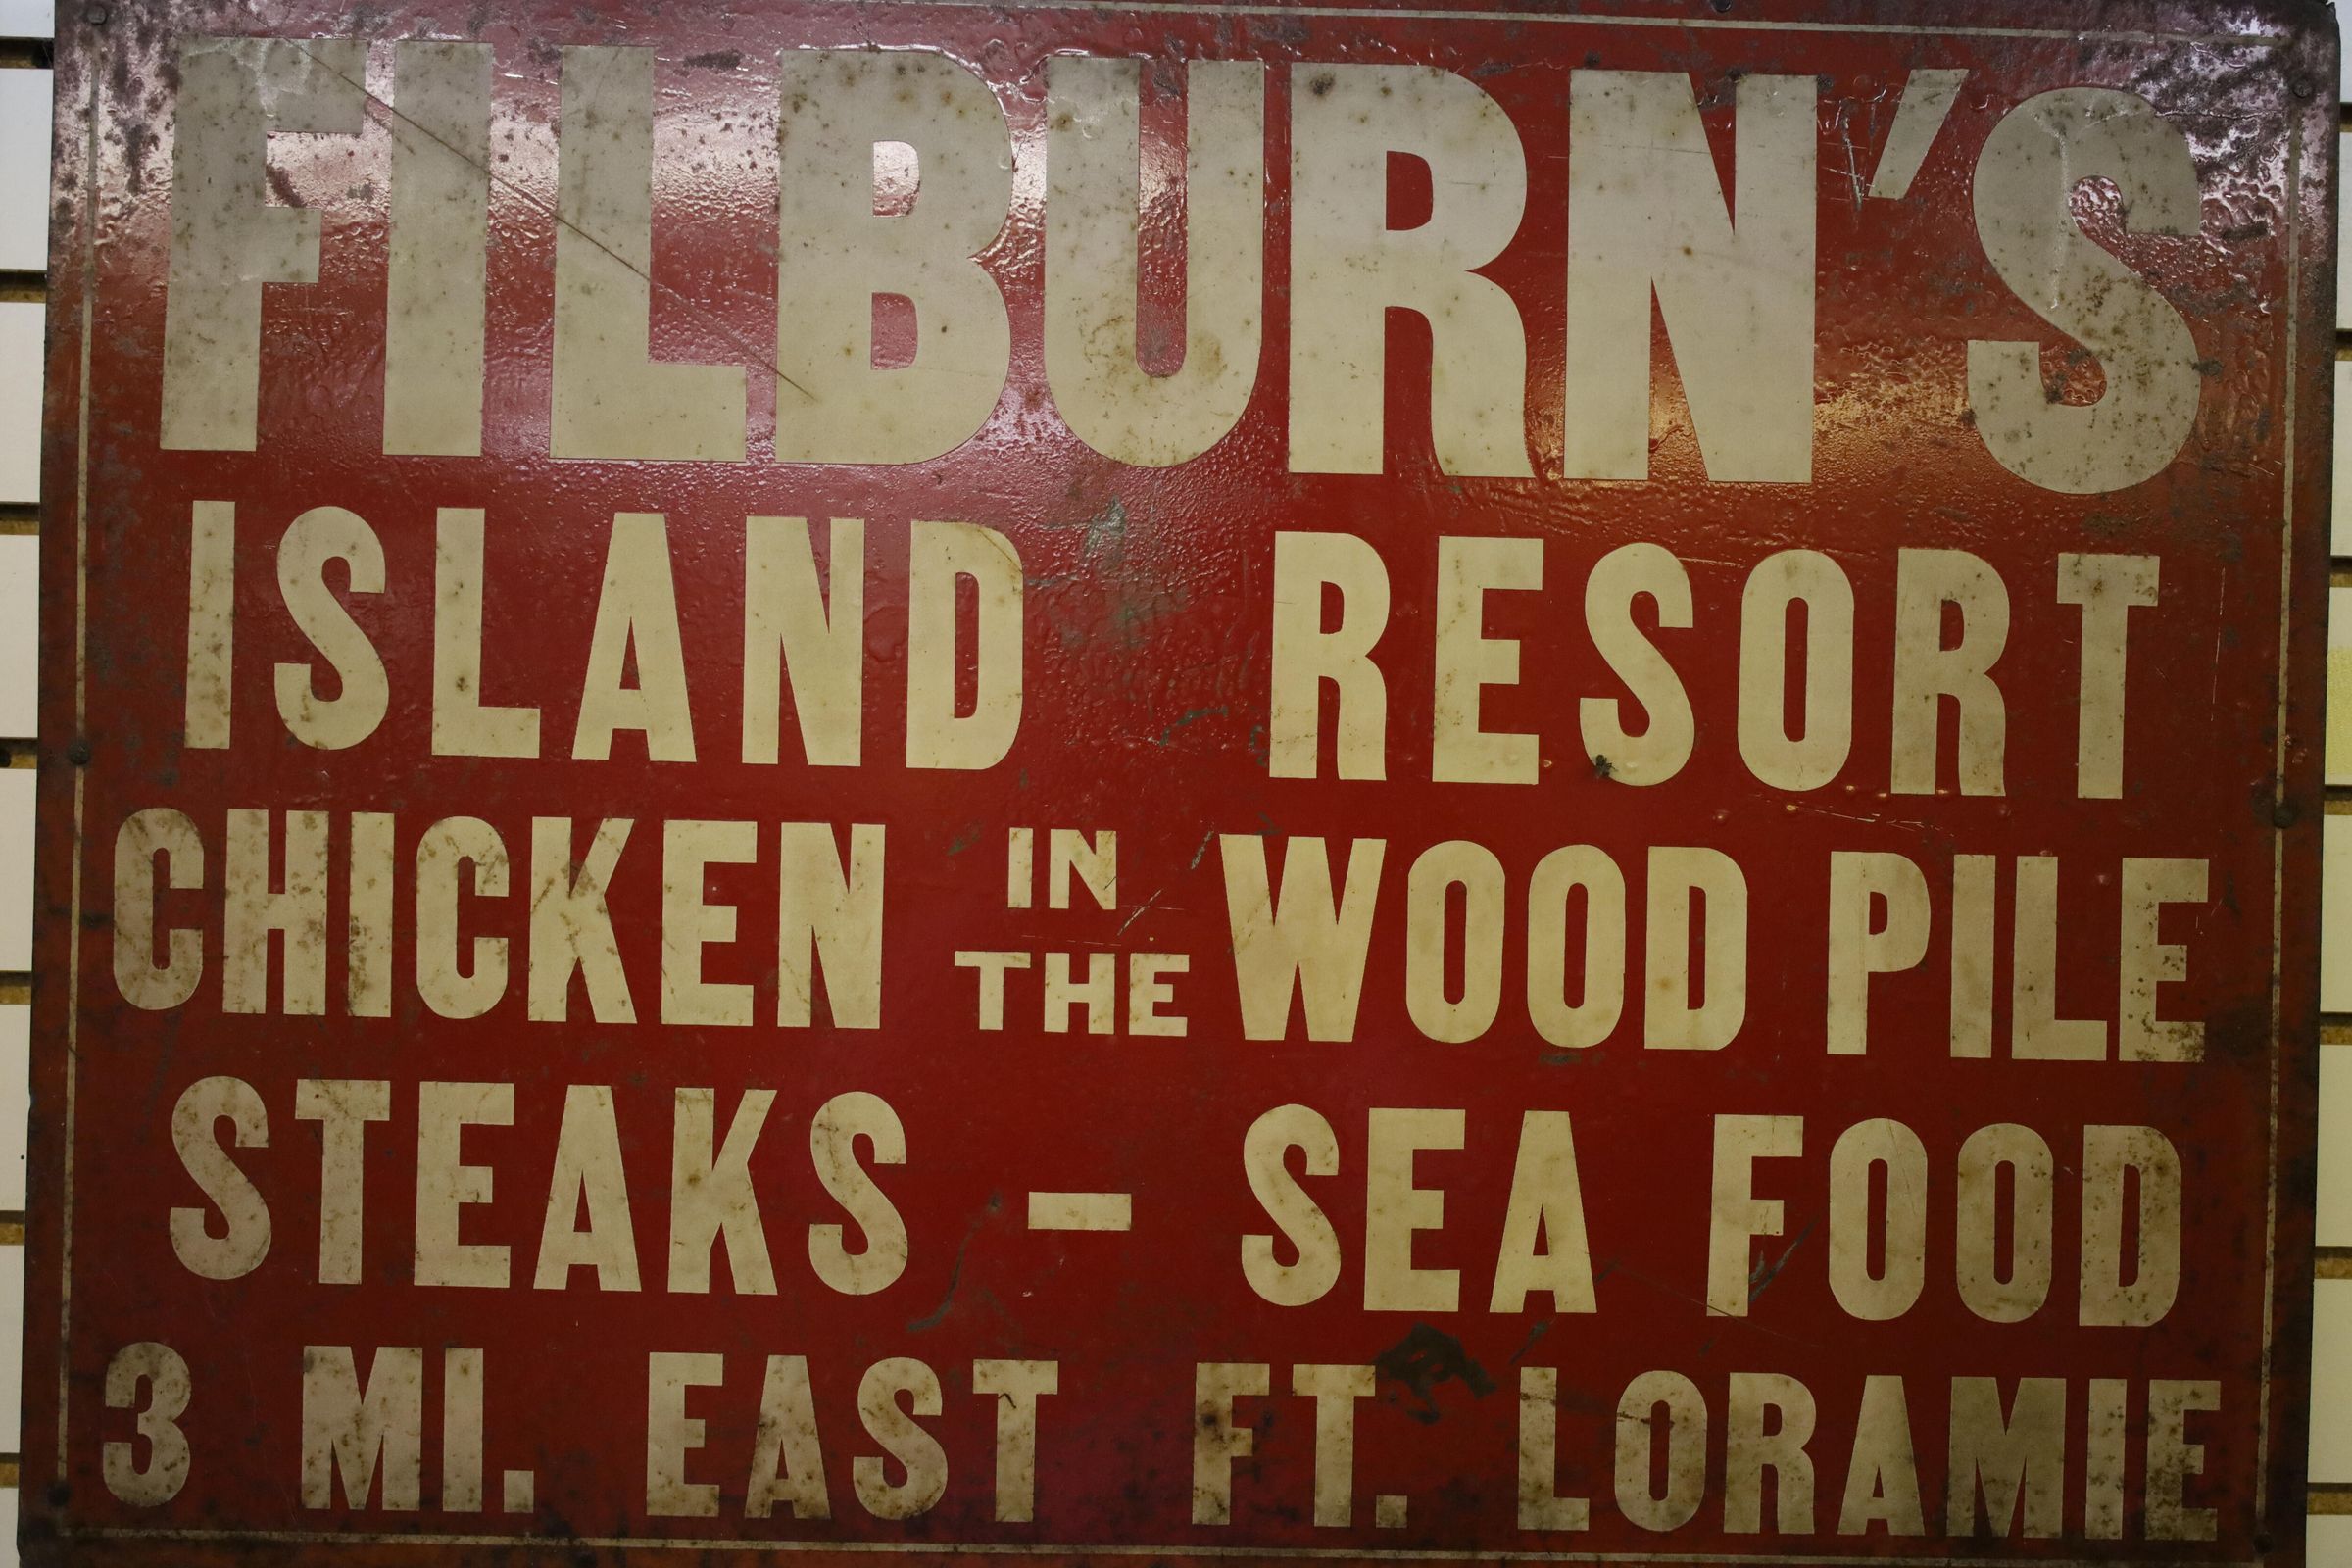 FILBURN'S
ISLAND RESORT
CHICKEN IN THE WOOD PILE
STEAKS - SEA FOOD
3 MI. EAST FT. LORAMIE